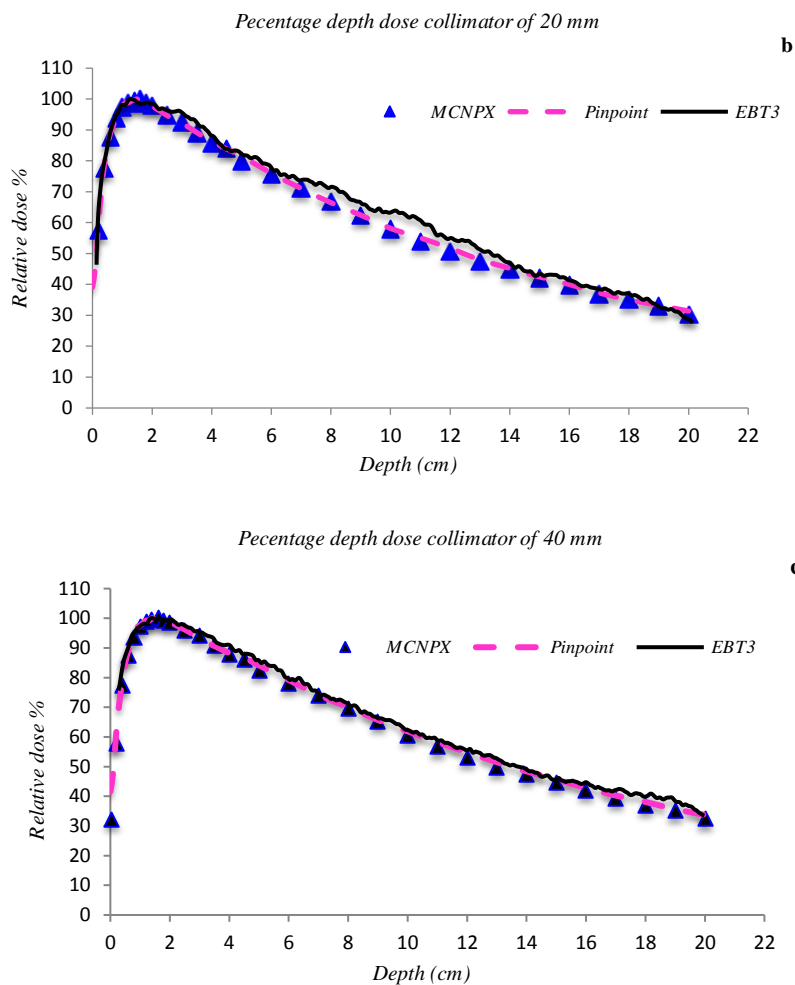 Pecentage depth dose collimator of 20 mm
b
110
100
90
80
70
60
50
40
30
20
10
0
Relative dose %
MCNPX Pinpoint EBT3
0 2 4 6 8 10 12 14 16 18 20 22
Depth (cm)
Pecentage depth dose collimator of 40 mm
110
100
90
80
70
60
50
40
30
20
10
0
Relative dose %
MCNPX Pinpoint EBT3
0 2 4 6 8 10 12 14 16 18 20 22
Depth (cm)